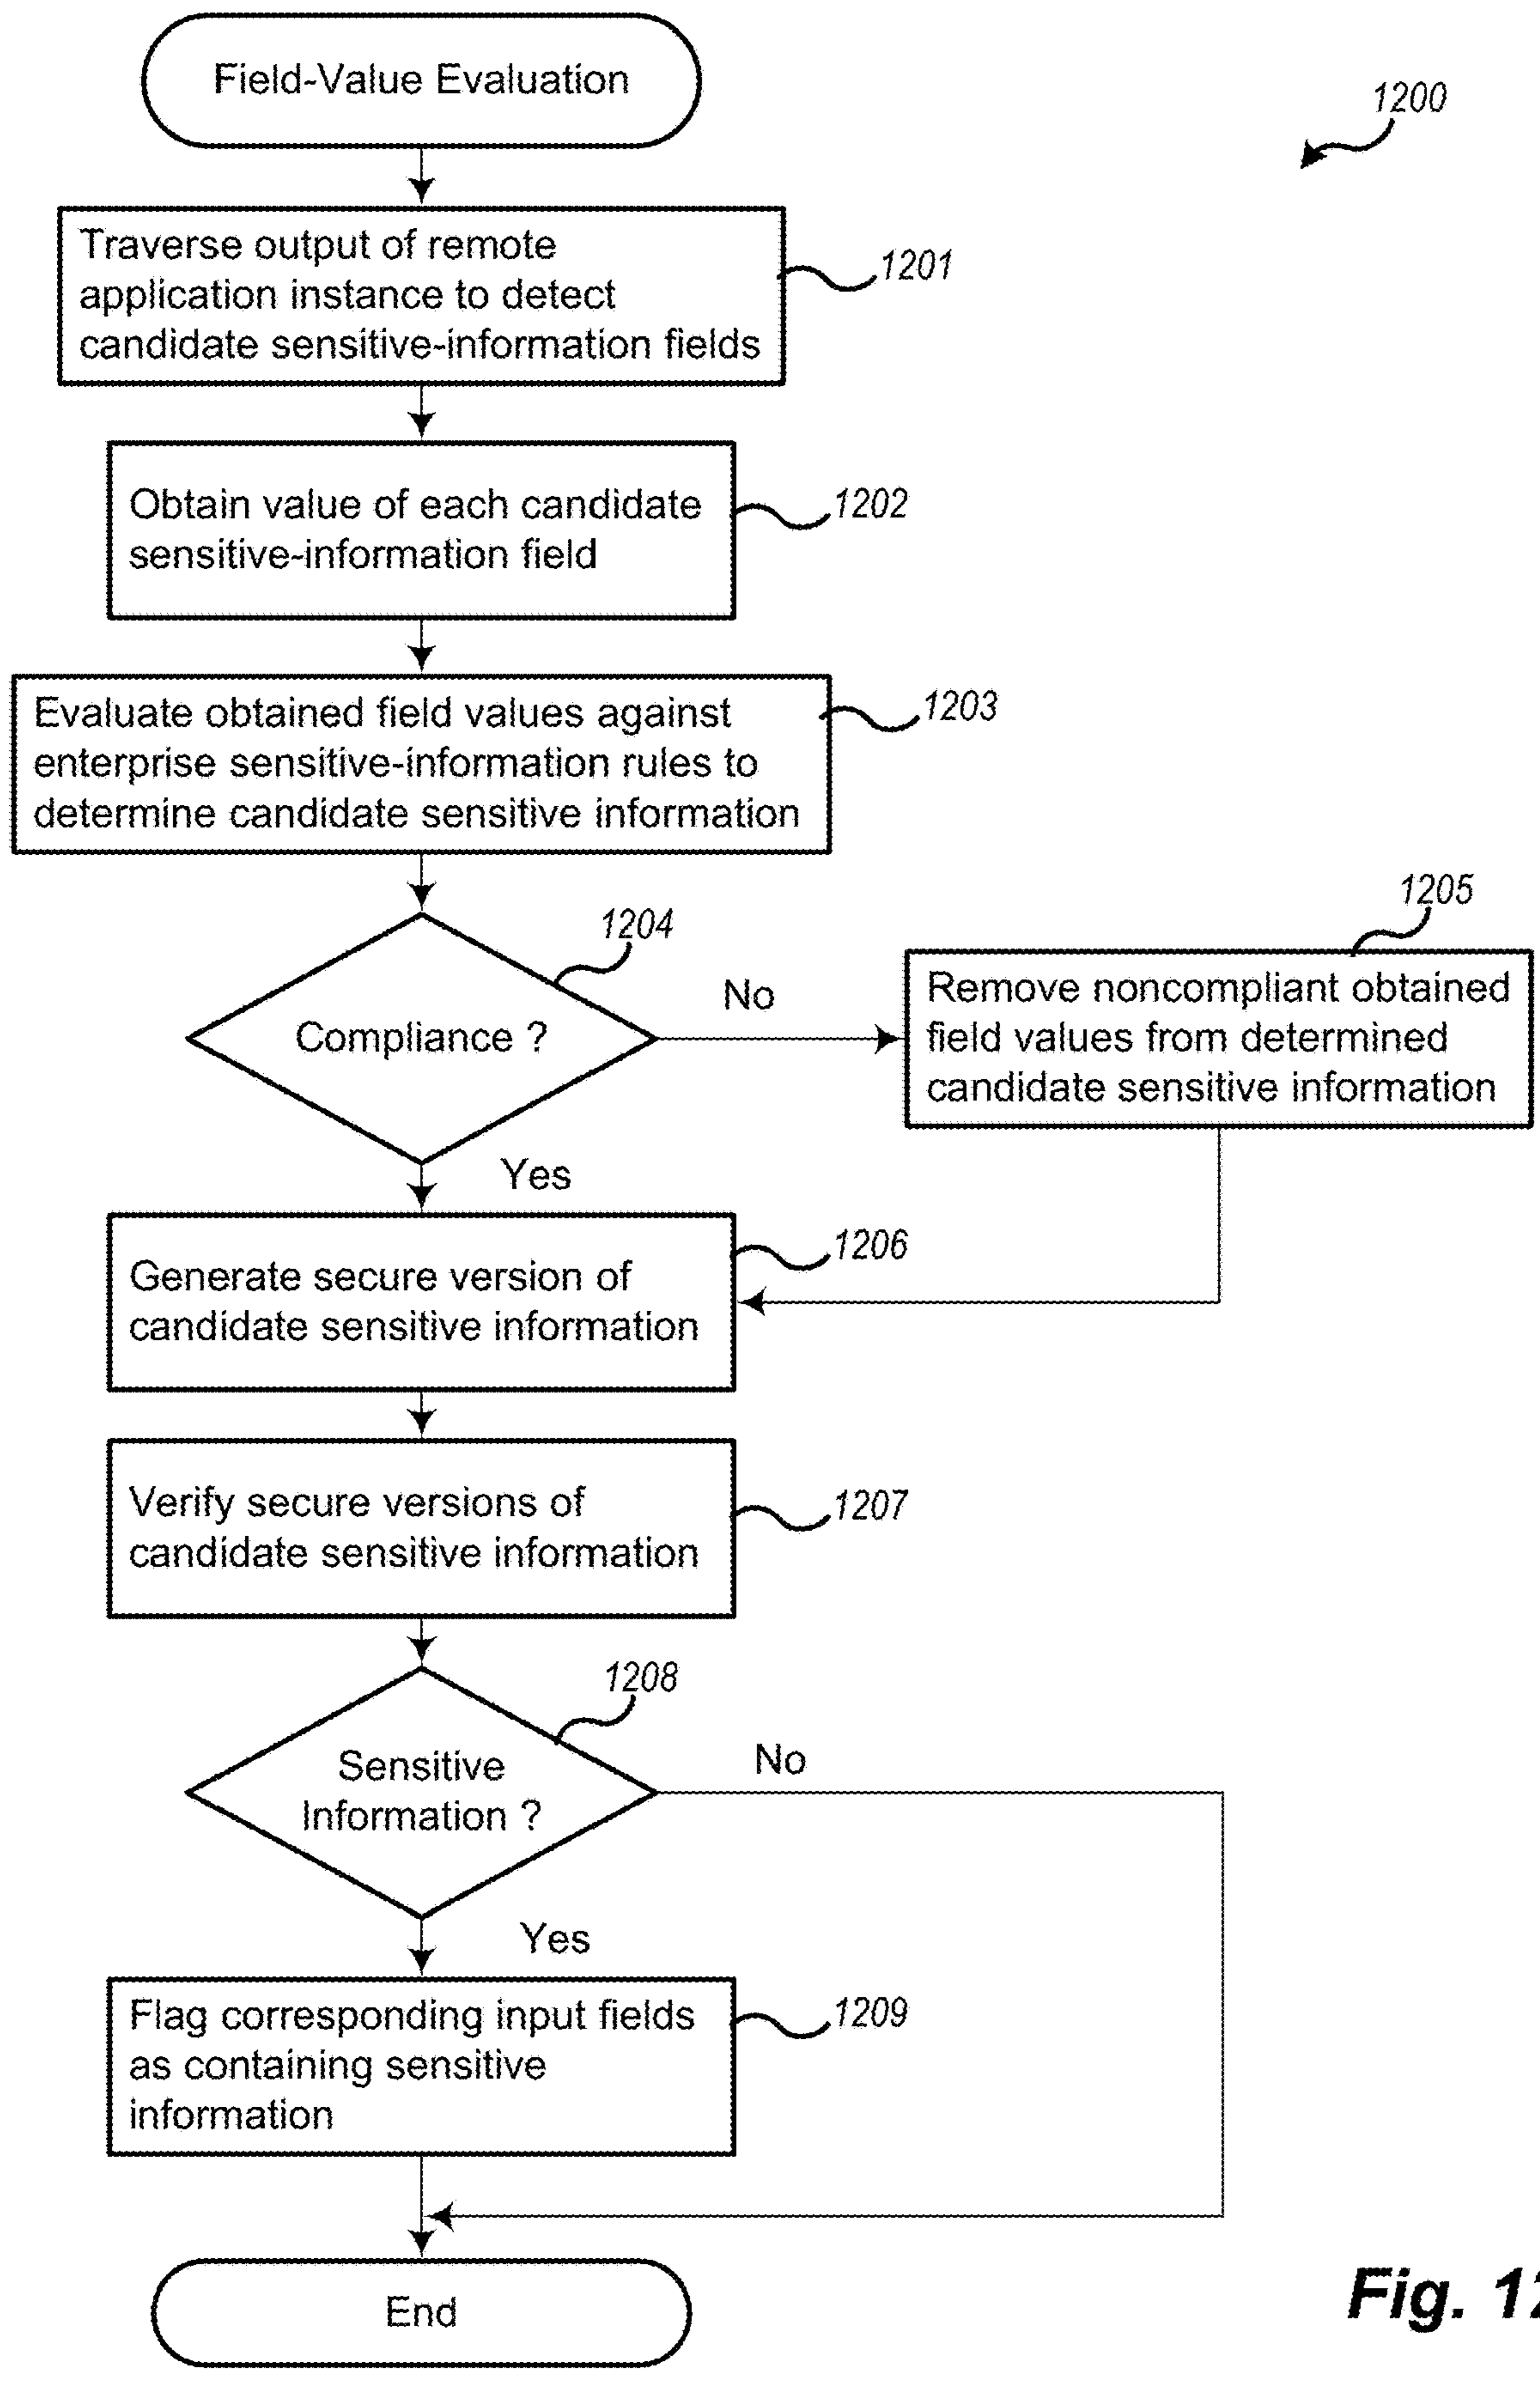 Field-Value Evaluation
1200
Traverse output of remote
application instance to detect
candidate sensitive-information fields
1201
Obtain value of each candidate
sensitive-information field
1202
Evaluate obtained field values against
enterprise sensitive-information rules to
determine candidate sensitive information
1203
Compliance ?
1204
No
Remove noncompliant obtained
field values from determined
candidate sensitive information
1205
Yes
Generate secure version of
candidate sensitive information
1206
Verify secure versions of
candidate sensitive information
1207
Sensitive
Information ?
1208
No
Yes
Flag corresponding input fields
as containing sensitive
information
1209
End
Fig. 12